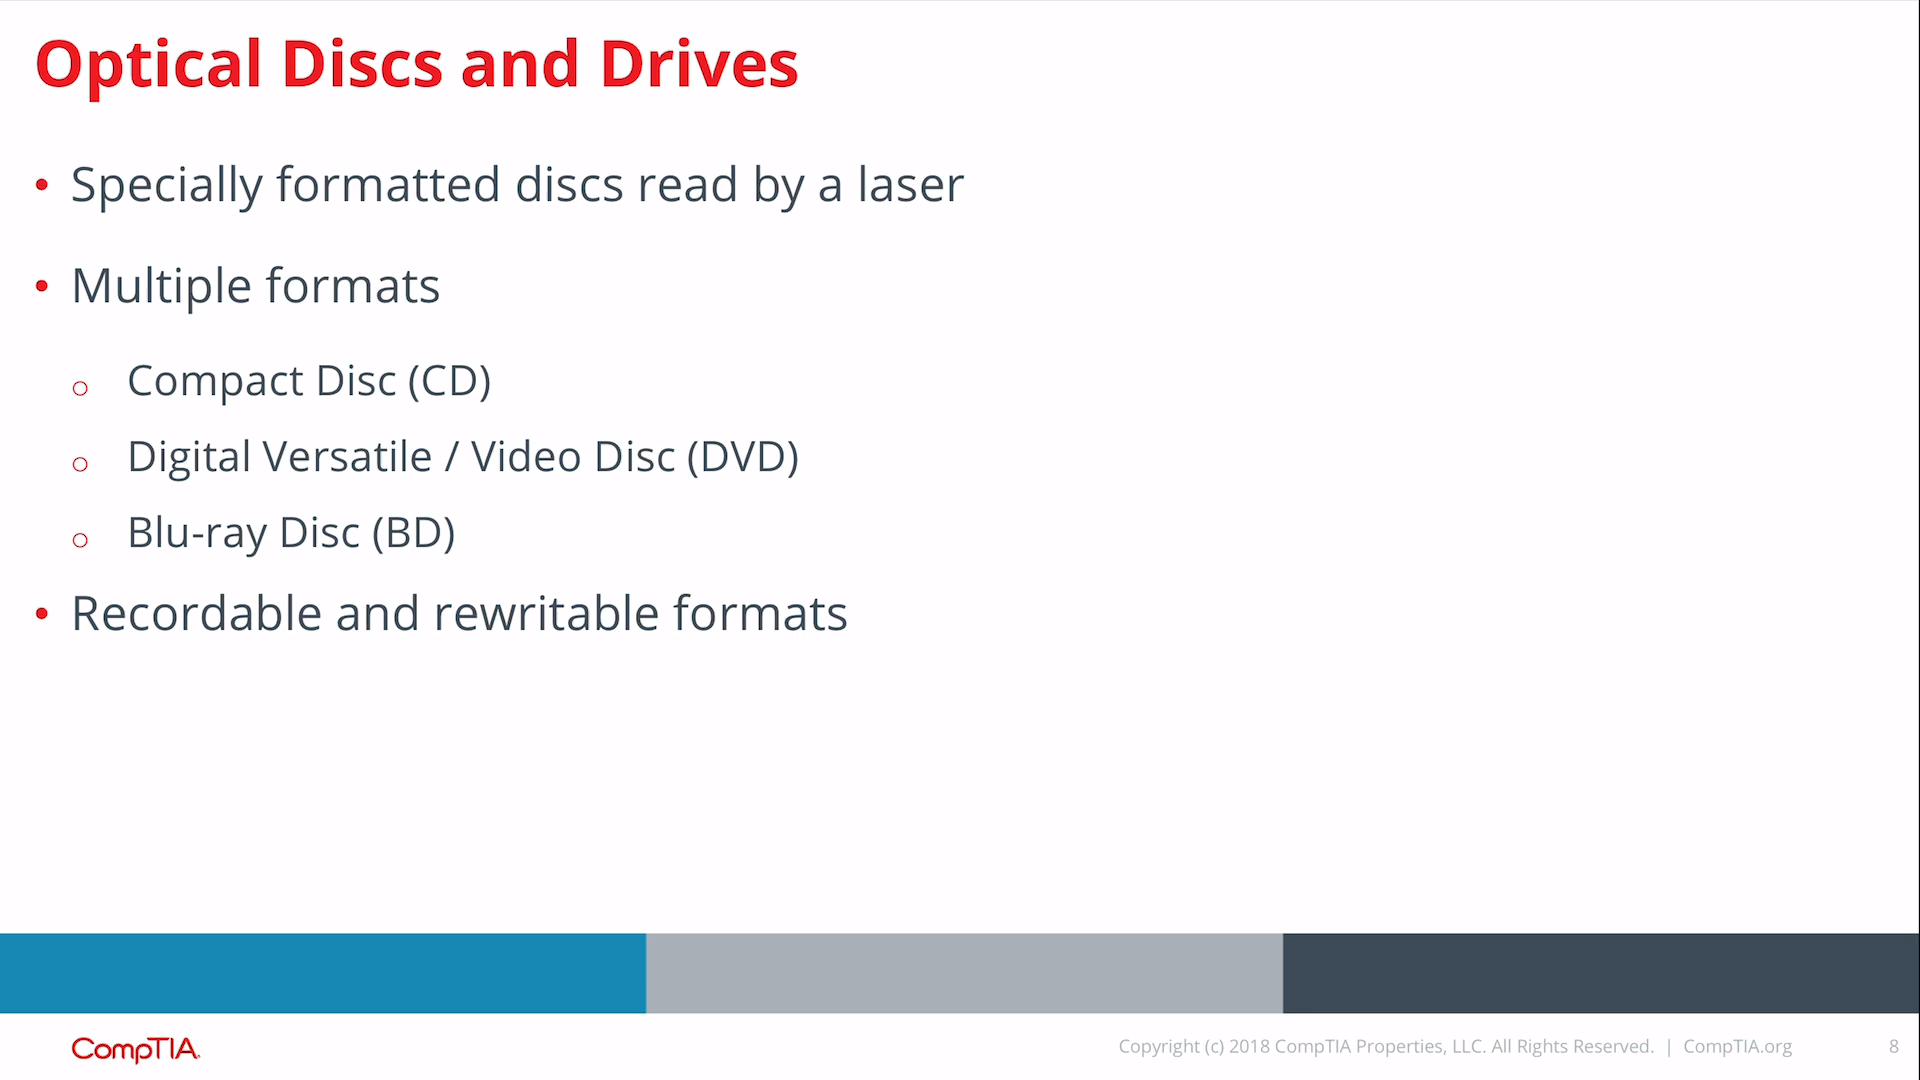 Optical Discs and Drives
• Specially formatted discs read by a laser
• Multiple formats
o Compact Disc (CD)
o Digital Versatile / Video Disc (DVD)
o Blu-ray Disc (BD)
• Recordable and rewritable formats
CompTIA.
Copyright (c) 2018 CompTIA Properties, LLC. All Rights Reserved. | CompTIA.org 8